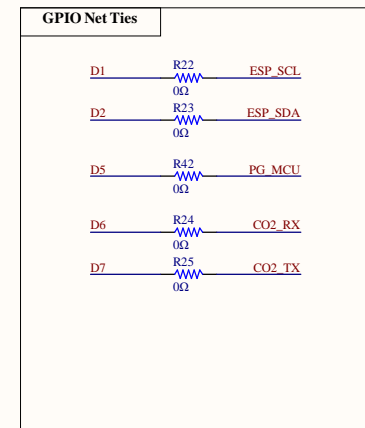 GPIO Net Ties
D1 R22 ESP_SCL
0Ω
D2 R23 ESP_SDA
0Ω
D5 R42 PG_MCU
0Ω
D6 R24 CO2_RX
0Ω
D7 R25 CO2_TX
0Ω